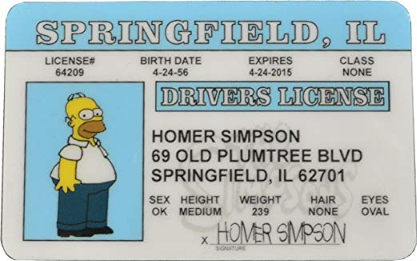 SPRINGFIELD, IL
LICENSE# BIRTH DATE EXPIRES CLASS
64209 4-24-56 4-24-2015 NONE
DRIVERS LICENSE
HOMER SIMPSON
69 OLD PLUMTREE BLVD
SPRINGFIELD, IL 62701
SEX HEIGHT WEIGHT HAIR EYES
OK MEDIUM 239 NONE OVAL
x HOMER SIMPSON
SIGNATURE